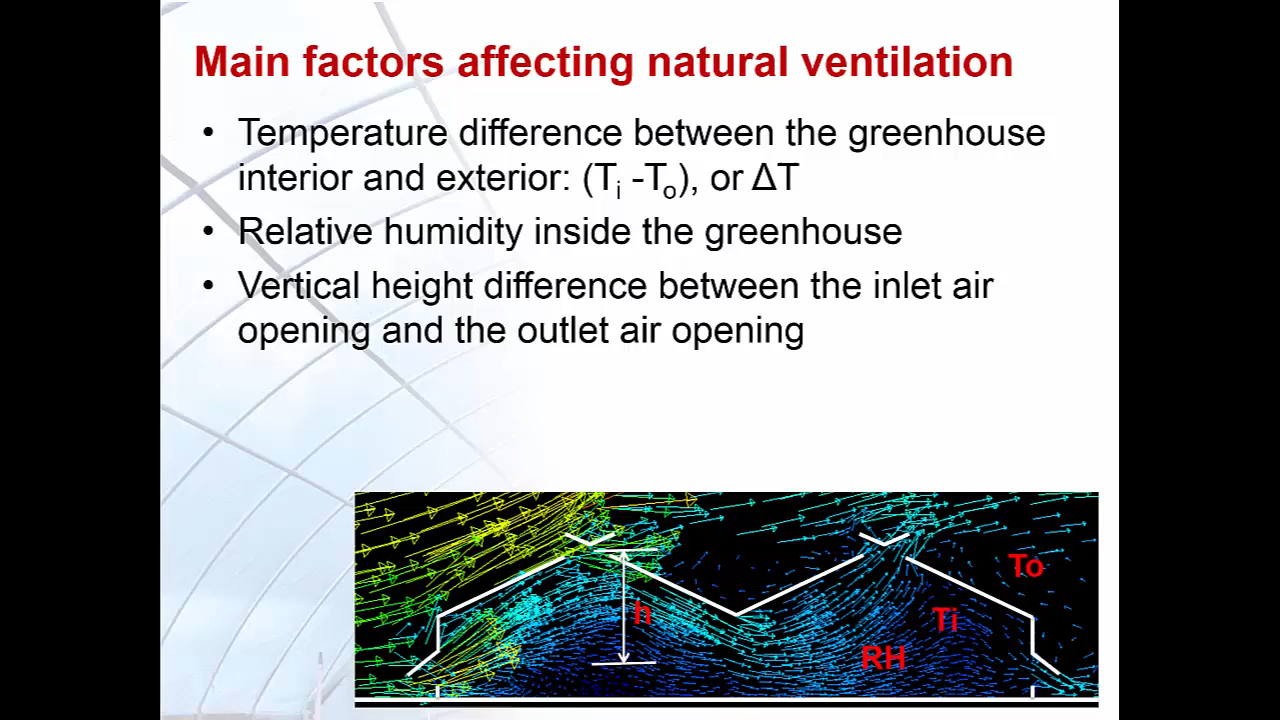 Main factors affecting natural ventilation
• Temperature difference between the greenhouse
interior and exterior: (Ti -To), or ΔT
• Relative humidity inside the greenhouse
• Vertical height difference between the inlet air
opening and the outlet air opening
To
h
Ti
RH